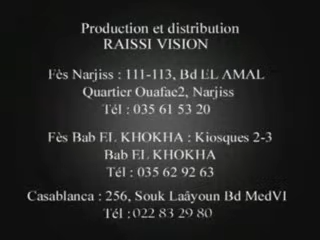 Production et distribution
RAISSI VISION
Fès Narjiss : 111-113, Bd EL AMAL
Quartier Ouafae2, Narjiss
Tél : 035 61 53 20
Fès Bab EL KHOKHA : Kiosques 2-3
Bab EL KHOKHA
Tél : 035 62 92 63
Casablanca : 256, Souk Laâyoun Bd MedVI
Tél : 022 83 29 80